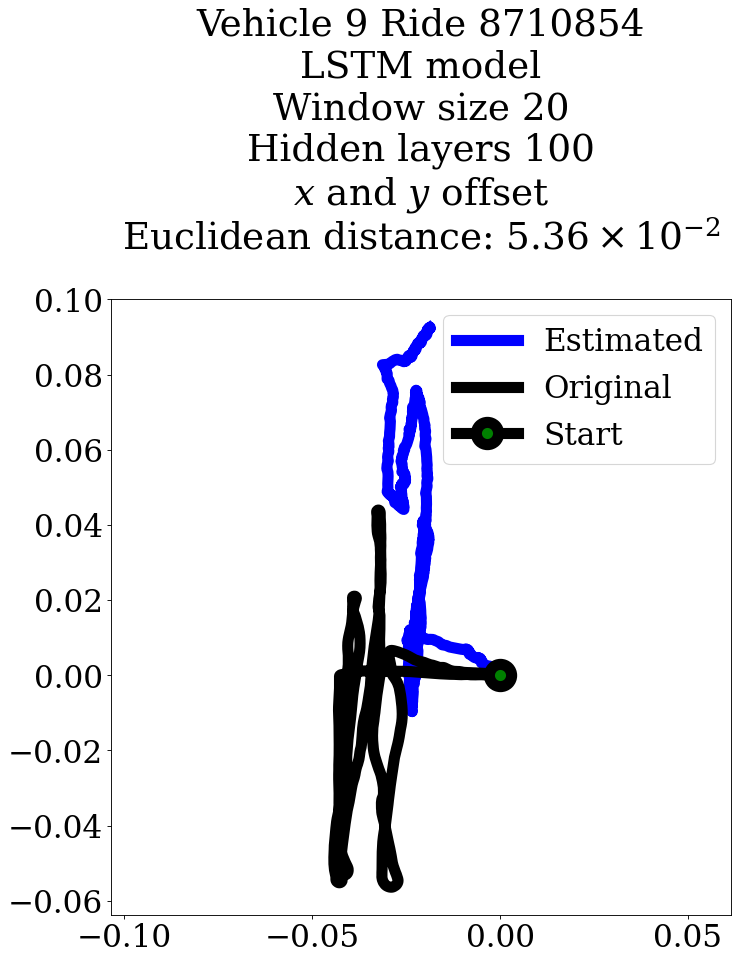 Vehicle 9 Ride 8710854
LSTM model
Window size 20
Hidden layers 100
x and y offset
Euclidean distance: 5.36 × 10⁻²
0.10
0.08
0.06
0.04
0.02
0.00
−0.02
−0.04
−0.06
−0.10
−0.05
0.00
0.05
Estimated
Original
Start